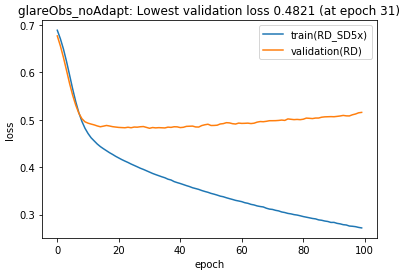 glareObs_noAdapt: Lowest validation loss 0.4821 (at epoch 31)
train(RD_SD5x)
validation(RD)
0.7
0.6
0.5
0.4
0.3
loss
0 20 40 60 80 100
epoch